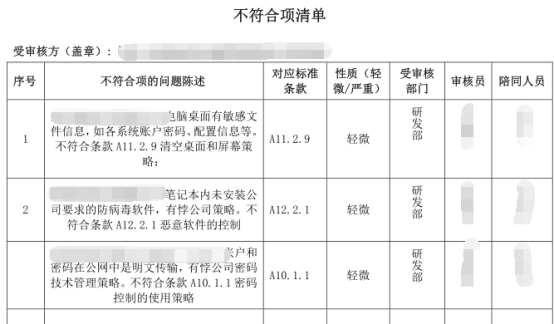 不符合项清单
受审核方（盖章）：
序号 不符合项的问题陈述 对应标准条款 性质（轻微/严重） 受审核部门 审核员 陪同人员
1
电脑桌面有敏感文
件信息，如各系统账户密码、配置信息等。
不符合条款 A11.2.9 清空桌面和屏幕策
略；
A11.2.9
轻微
研发部
2
笔记本内未安装公
司要求的防病毒软件，有悖公司策略。不
符合条款 A12.2.1 恶意软件的控制
A12.2.1
轻微
研发部
账户和
密码在公网中是明文传输，有悖公司密码
技术管理策略。不符合条款 A10.1.1 密码
控制的使用策略
A10.1.1
轻微
研发部